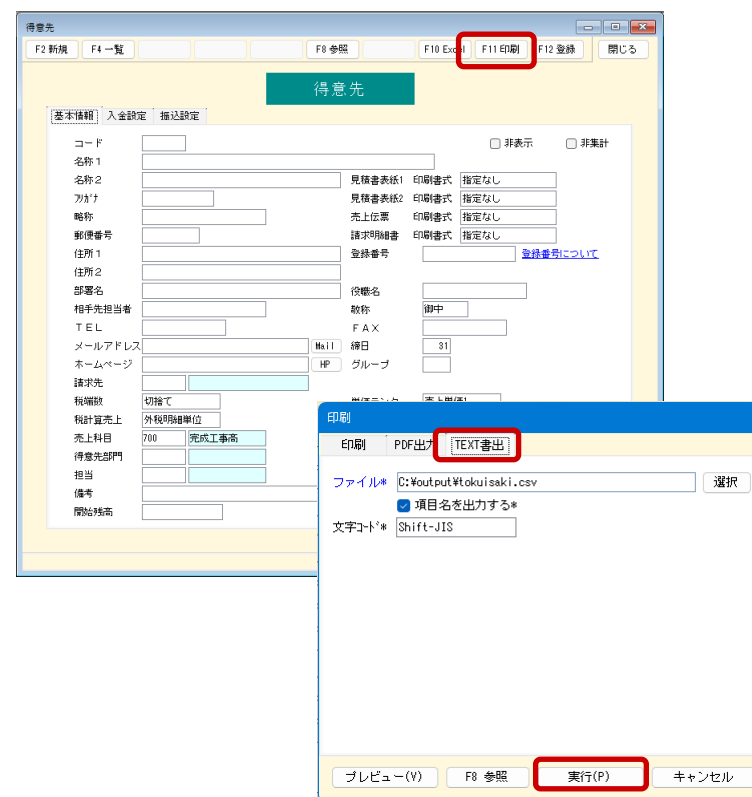 得意先
F2 新規 F4 一覧 F8 参照 F10 Excel F11 印刷 F12 登録 閉じる
得意先
基本情報 入金設定 振込設定
コード 非表示 非集計
名称1
名称2 見積書表紙1 印刷書式 指定なし
ﾌﾘｶﾞﾅ 見積書表紙2 印刷書式 指定なし
略称 売上伝票 印刷書式 指定なし
郵便番号 請求明細書 印刷書式 指定なし
住所1 登録番号 登録番号について
住所2
部署名 役職名
相手先担当者 敬称 御中
TEL FAX
メールアドレス Mail 締日 31
ホームページ HP グループ
請求先
税端数 切捨て 単価ランク 売上単価1
税計算売上 外税明細単位
売上科目 700 完成工事高
得意先部門
担当
備考
開始残高
印刷
印刷 PDF出力 TEXT書出
ファイル* C:¥output¥tokuisaki.csv 選択
項目名を出力する*
文字ｺｰﾄﾞ* Shift-JIS
プレビュー(V) F8 参照 実行(P) キャンセル